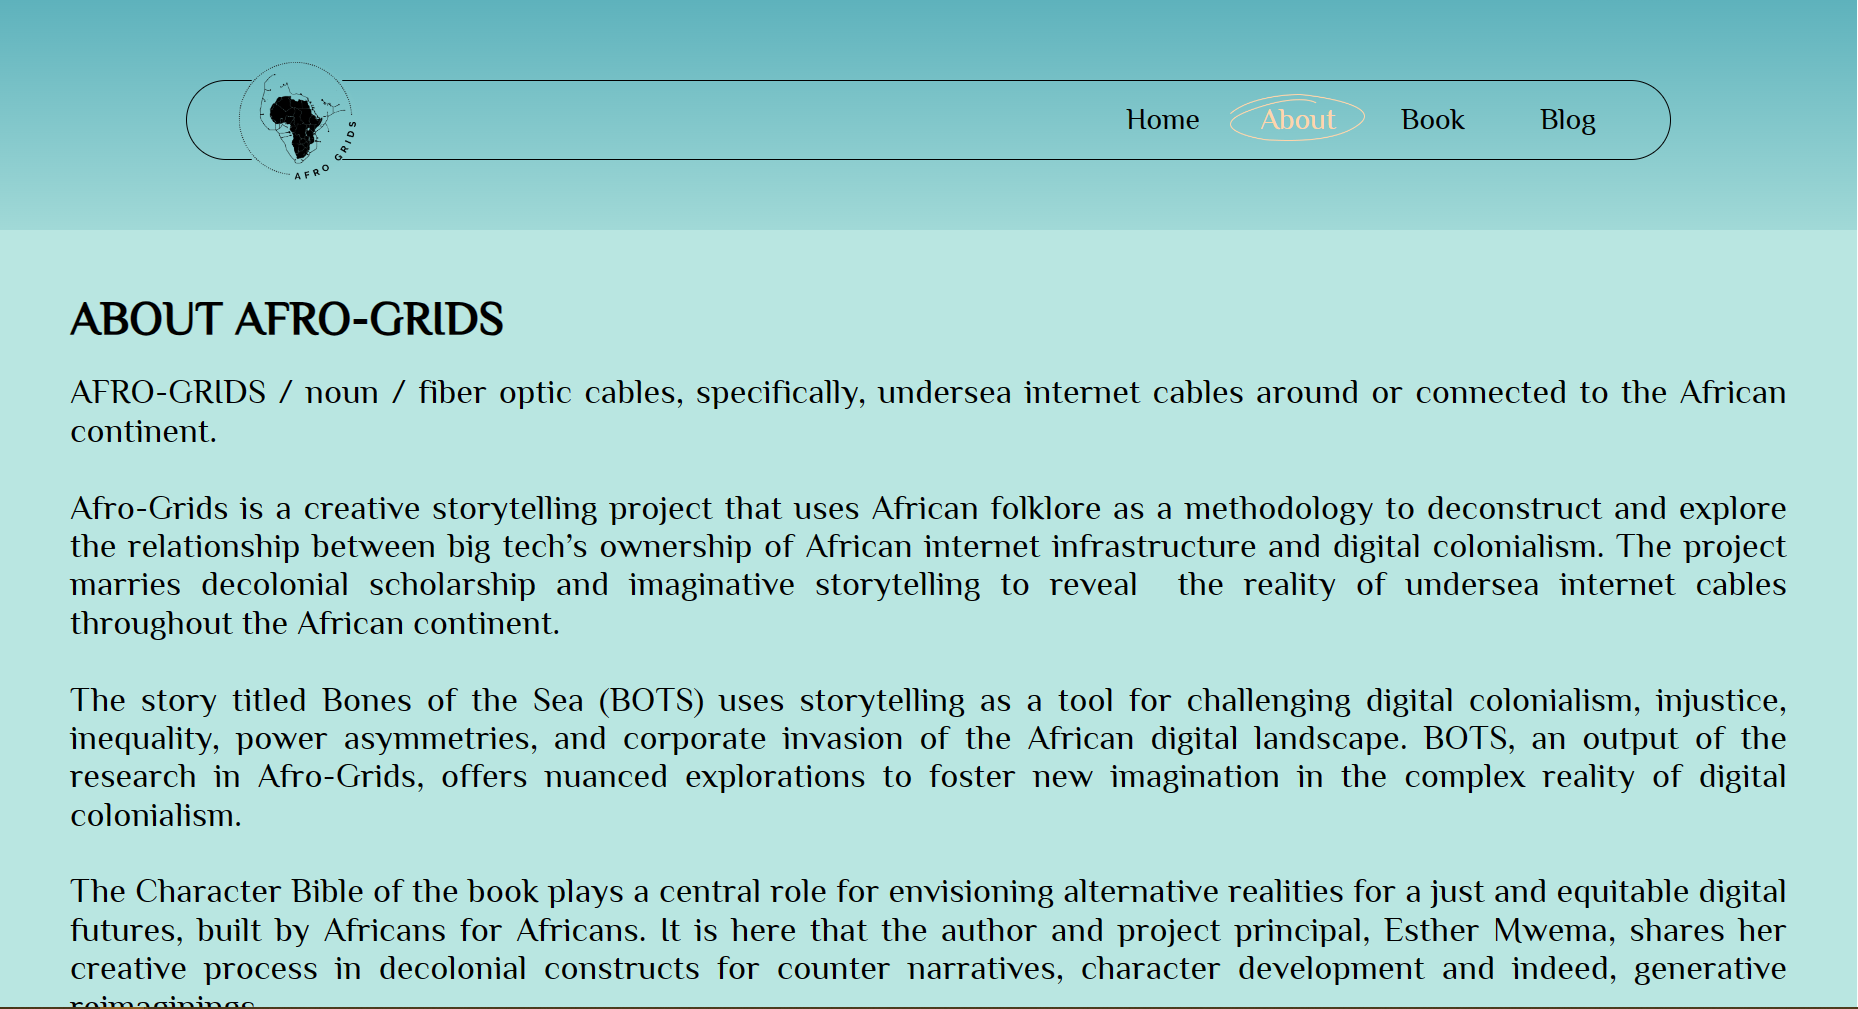 AFRO GRIDS
Home About Book Blog
ABOUT AFRO-GRIDS
AFRO-GRIDS / noun / fiber optic cables, specifically, undersea internet cables around or connected to the African
continent.
Afro-Grids is a creative storytelling project that uses African folklore as a methodology to deconstruct and explore
the relationship between big tech’s ownership of African internet infrastructure and digital colonialism. The project
marries decolonial scholarship and imaginative storytelling to reveal  the reality of undersea internet cables
throughout the African continent.
The story titled Bones of the Sea (BOTS) uses storytelling as a tool for challenging digital colonialism, injustice,
inequality, power asymmetries, and corporate invasion of the African digital landscape. BOTS, an output of the
research in Afro-Grids, offers nuanced explorations to foster new imagination in the complex reality of digital
colonialism.
The Character Bible of the book plays a central role for envisioning alternative realities for a just and equitable digital
futures, built by Africans for Africans. It is here that the author and project principal, Esther Mwema, shares her
creative process in decolonial constructs for counter narratives, character development and indeed, generative
reimaginings.